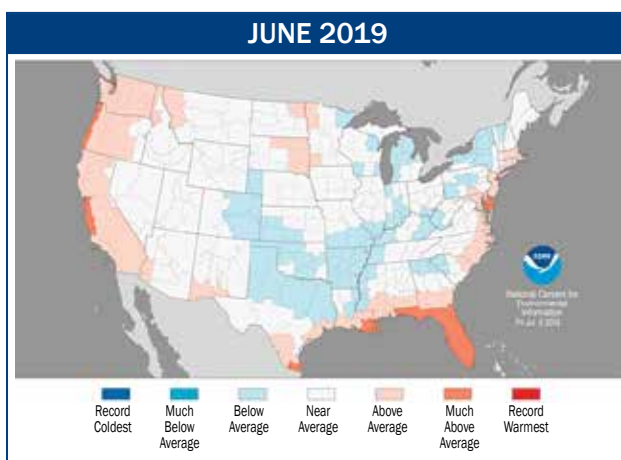 JUNE 2019
NOAA
National Centers for
Environmental
Information
Record
Coldest
Much
Below
Average
Below
Average
Near
Average
Above
Average
Much
Above
Average
Record
Warmest